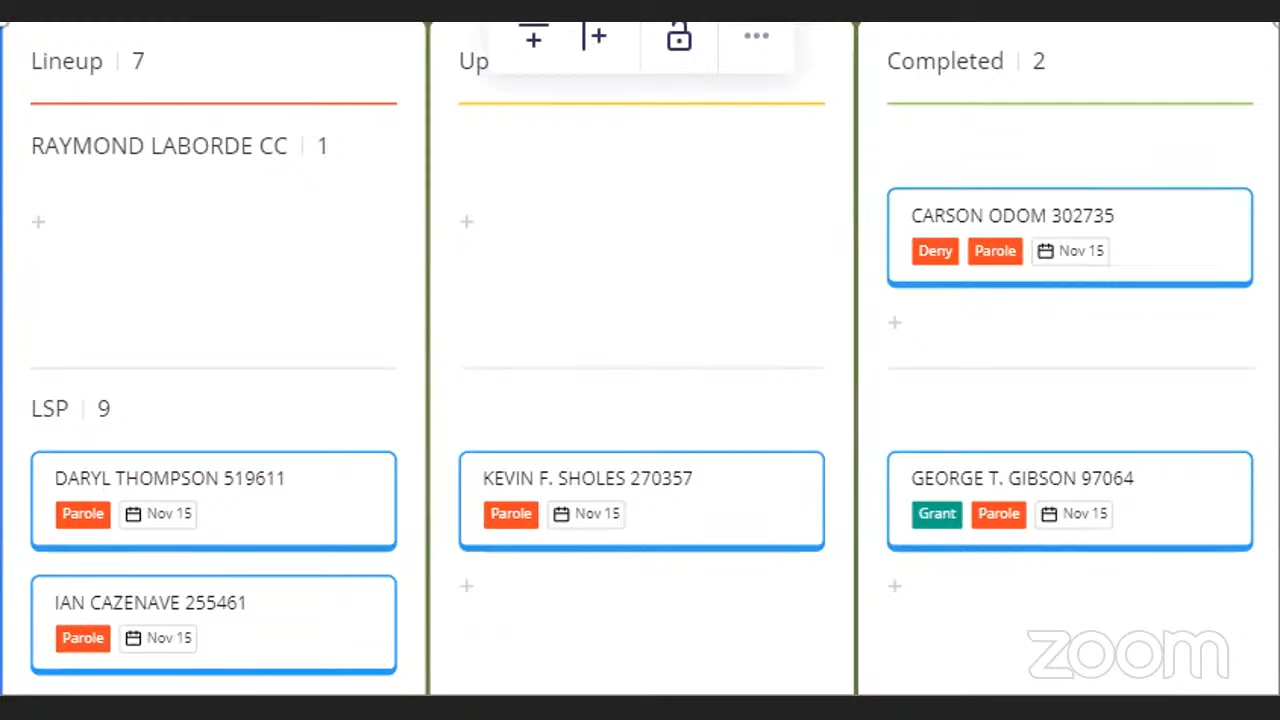 Lineup | 7
Up
Completed | 2
RAYMOND LABORDE CC | 1
CARSON ODOM 302735
Deny Parole Nov 15
LSP | 9
DARYL THOMPSON 519611
Parole Nov 15
KEVIN F. SHOLES 270357
Parole Nov 15
GEORGE T. GIBSON 97064
Grant Parole Nov 15
IAN CAZENAVE 255461
Parole Nov 15
zoom